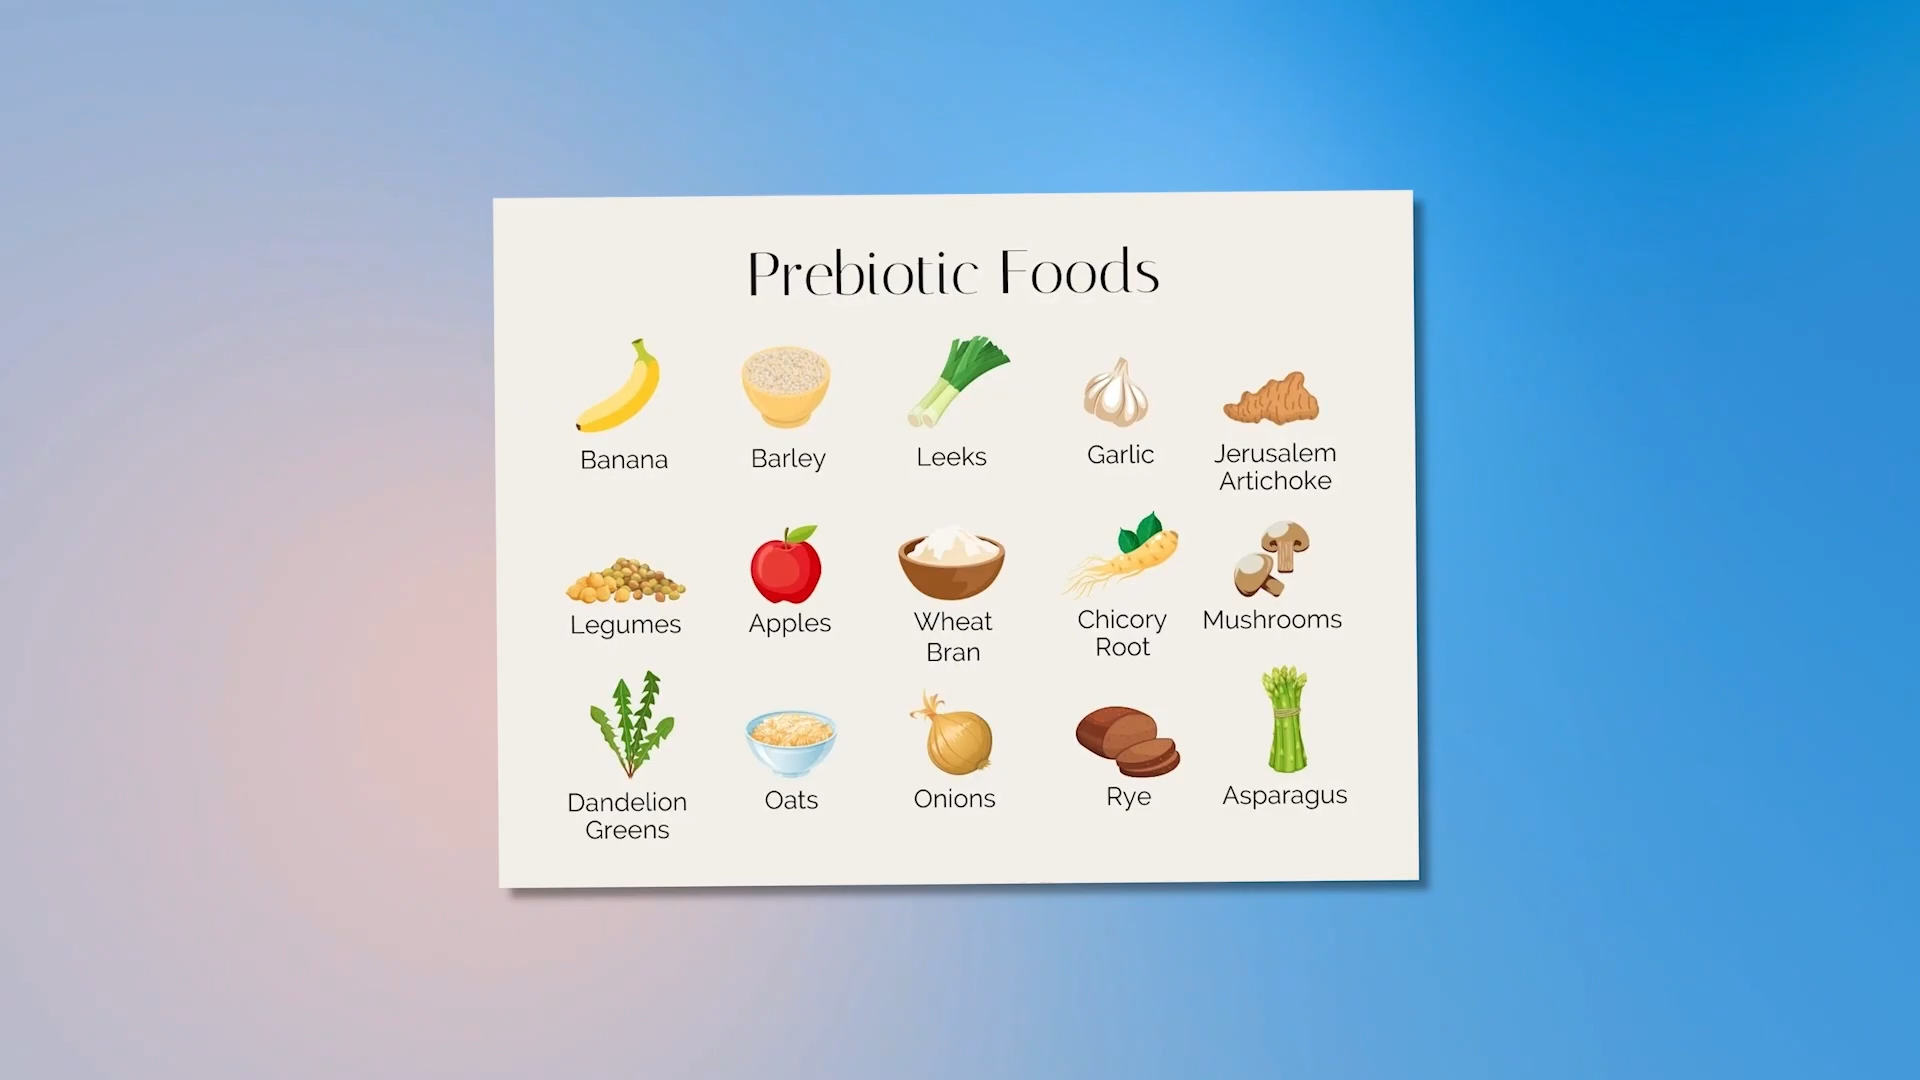 Prebiotic Foods
Banana
Barley
Leeks
Garlic
Jerusalem
Artichoke
Legumes
Apples
Wheat
Bran
Chicory
Root
Mushrooms
Dandelion
Greens
Oats
Onions
Rye
Asparagus